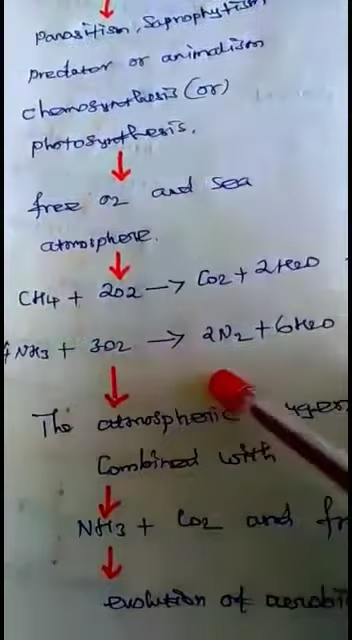 Parasitism, Saprophytism
predator or animalism
chemosynthesis (or)
photosynthesis.
free O2 and sea
atmosphere.
CH4 + 2O2 → CO2 + 2H2O
4NH3 + 3O2 → 2N2 + 6H2O
The atmospheric
Combined with
NH3 + CO2 and
evolution of